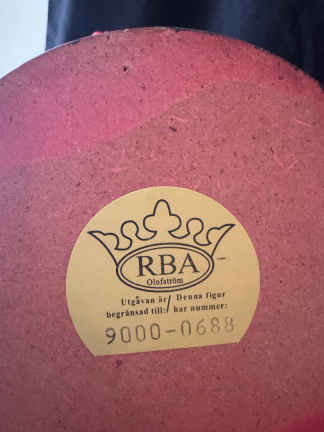 RBA
Olofström
Utgåvan är/ Denna figur
begränsad till:/ har nummer:
9000-0688